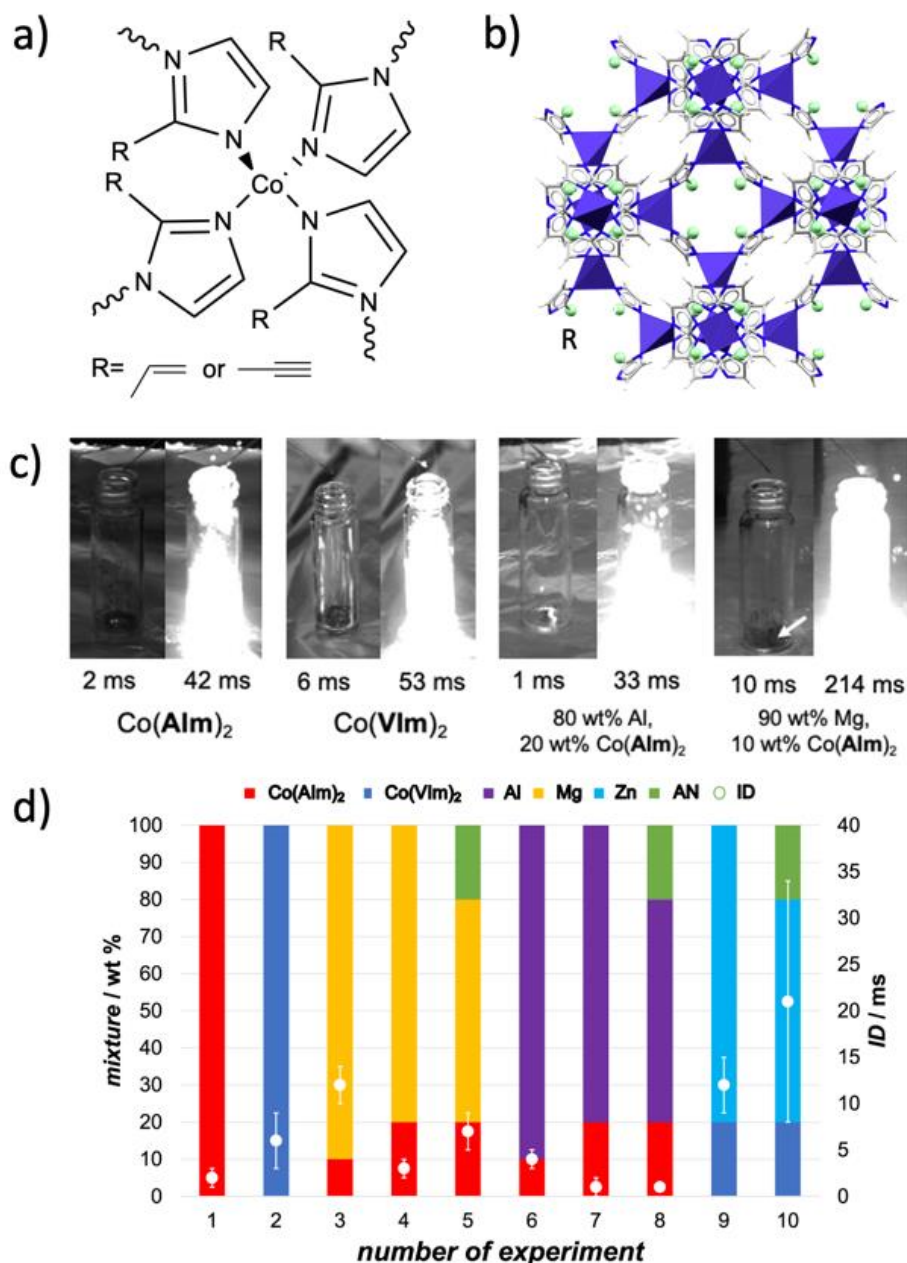 a)
b)
N
N
R
R
N
N
Co
R
N
N
R
N
N
R= or
R
c)
2 ms 42 ms 6 ms 53 ms 1 ms 33 ms 10 ms 214 ms
Co(AIm)₂ Co(VIm)₂ 80 wt% Al, 20 wt% Co(AIm)₂ 90 wt% Mg, 10 wt% Co(AIm)₂
d)
Co(AIm)₂ Co(VIm)₂ Al Mg Zn AN ID
100 40
90 35
80
70 30
60 25
50 20
40
30 15
20 10
10 5
0 0
mixture / wt %
ID / ms
1 2 3 4 5 6 7 8 9 10
number of experiment